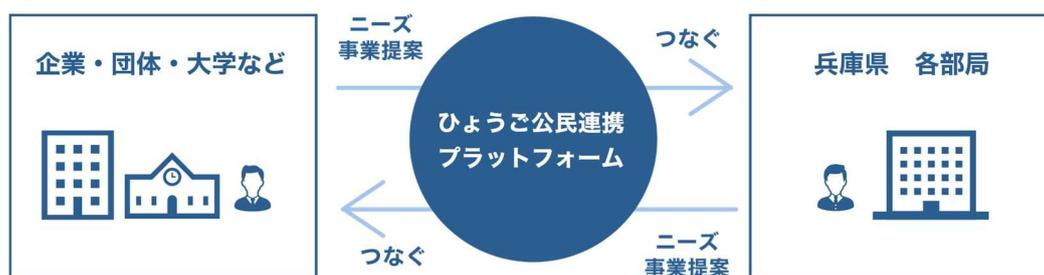 企業・団体・大学など
ニーズ
事業提案
つなぐ
ひょうご公民連携
プラットフォーム
兵庫県　各部局
つなぐ
ニーズ
事業提案